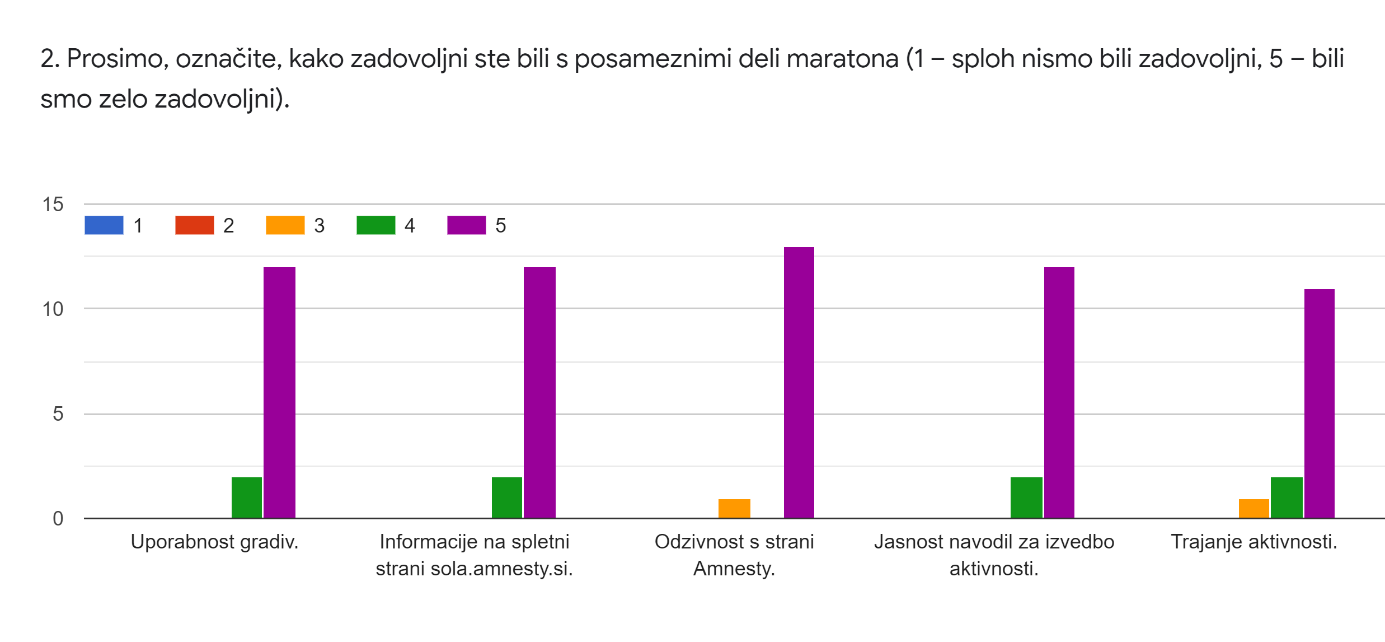 2. Prosimo, označite, kako zadovoljni ste bili s posameznimi deli maratona (1 – sploh nismo bili zadovoljni, 5 – bili
smo zelo zadovoljni).
15
1 2 3 4 5
10
5
0
Uporabnost gradiv.
Informacije na spletni
strani sola.amnesty.si.
Odzivnost s strani
Amnesty.
Jasnost navodil za izvedbo
aktivnosti.
Trajanje aktivnosti.